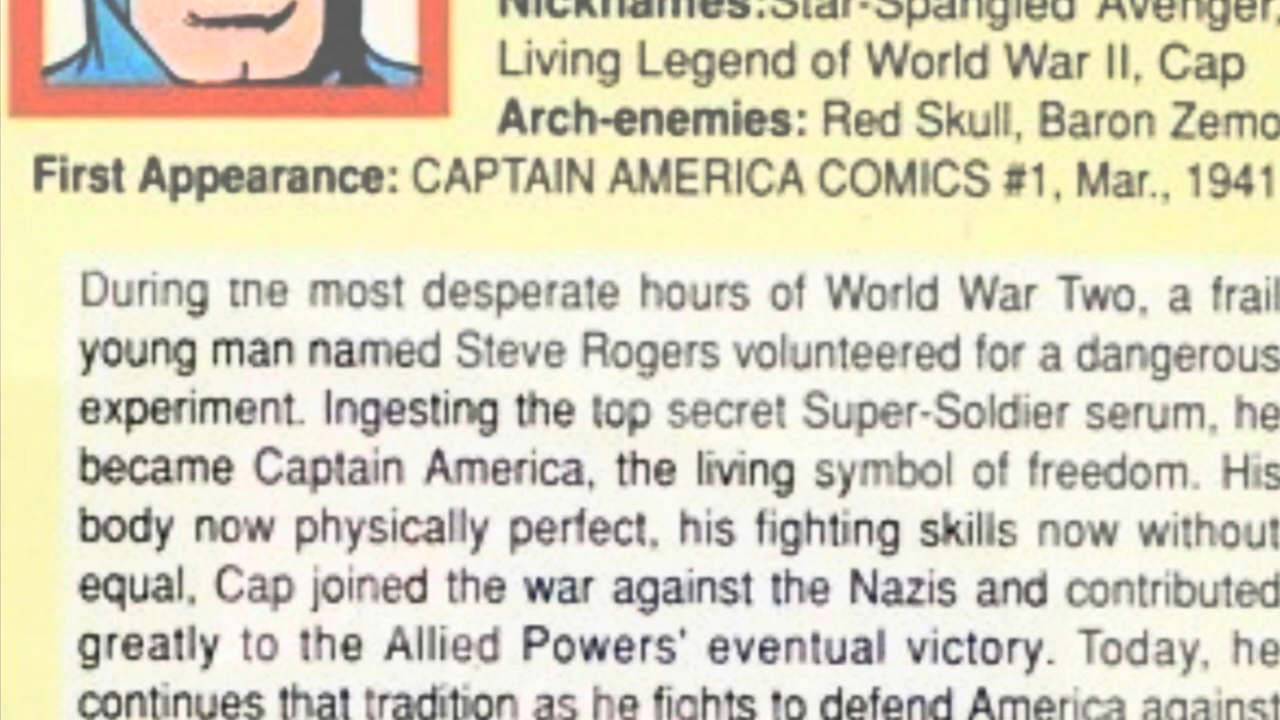 Nicknames:Star-Spangled Avenger,
Living Legend of World War II, Cap
Arch-enemies: Red Skull, Baron Zemo
First Appearance: CAPTAIN AMERICA COMICS #1, Mar., 1941
During the most desperate hours of World War Two, a frail
young man named Steve Rogers volunteered for a dangerous
experiment. Ingesting the top secret Super-Soldier serum, he
became Captain America, the living symbol of freedom. His
body now physically perfect, his fighting skills now without
equal, Cap joined the war against the Nazis and contributed
greatly to the Allied Powers' eventual victory. Today, he
continues that tradition as he fights to defend America against